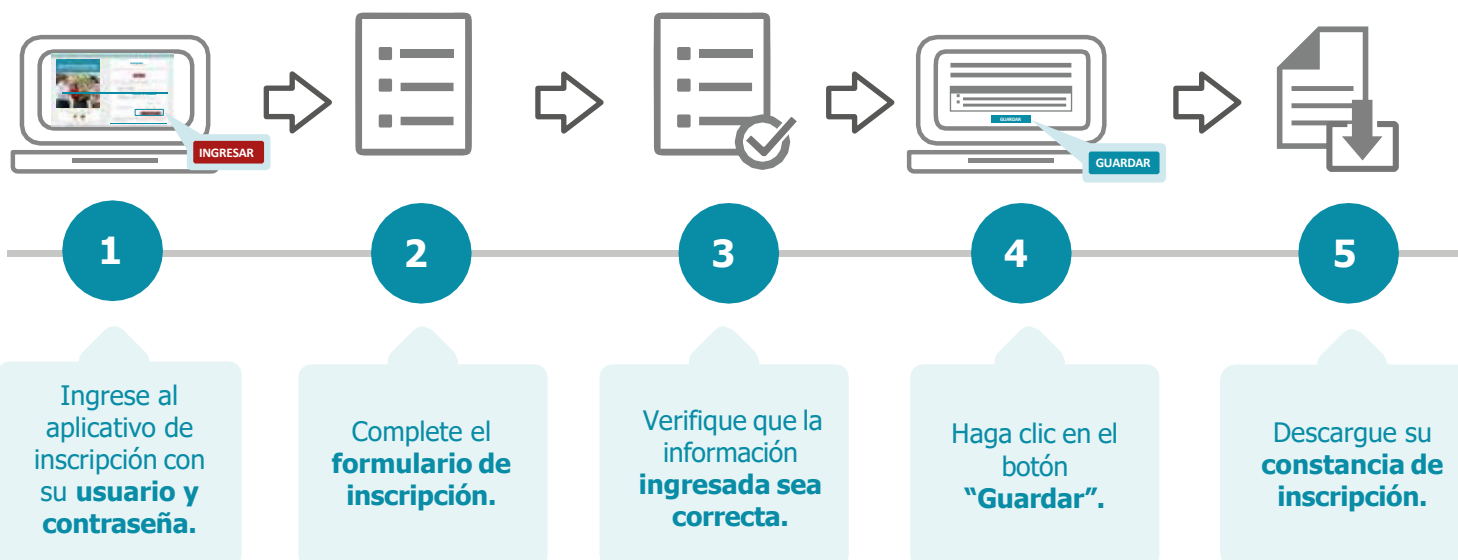 INGRESAR
GUARDAR
GUARDAR
1
2
3
4
5
Ingrese al
aplicativo de
inscripción con
su usuario y
contraseña.
Complete el
formulario de
inscripción.
Verifique que la
información
ingresada sea
correcta.
Haga clic en el
botón
“Guardar”.
Descargue su
constancia de
inscripción.